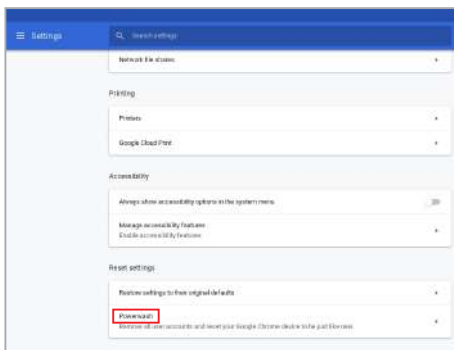 Settings
Search settings
Network file shares
Printing
Printers
Google Cloud Print
Accessibility
Always show accessibility options in the system menu
Manage accessibility features
Enable accessibility features
Reset settings
Restore settings to their original defaults
Powerwash
Remove all user accounts and reset your Google Chrome device to be just like new.